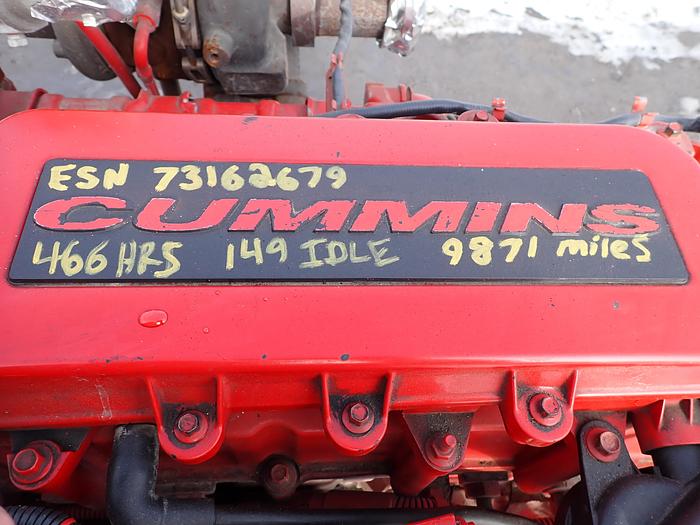 ESN 73162679
CUMMINS
466 HRS 149 IDLE 9871 miles